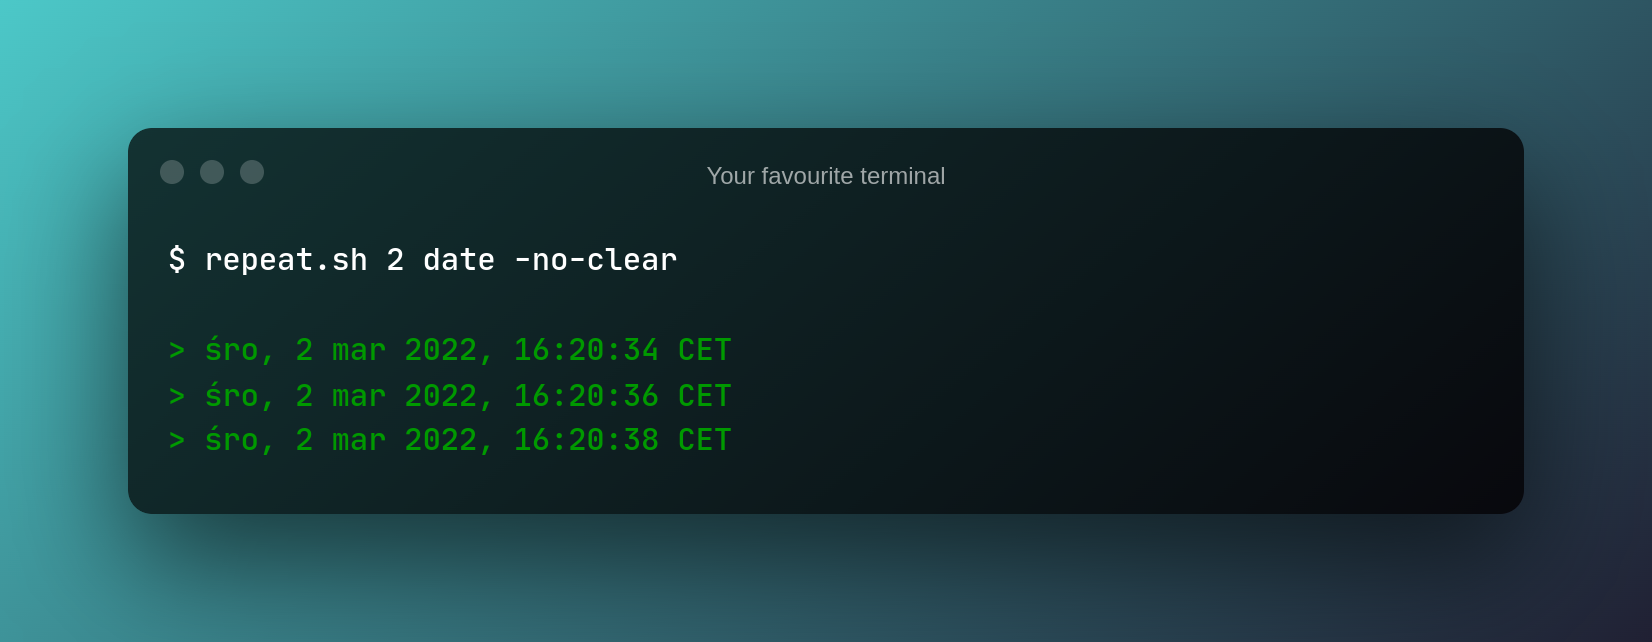 Your favourite terminal
$ repeat.sh 2 date -no-clear
> śro, 2 mar 2022, 16:20:34 CET
> śro, 2 mar 2022, 16:20:36 CET
> śro, 2 mar 2022, 16:20:38 CET